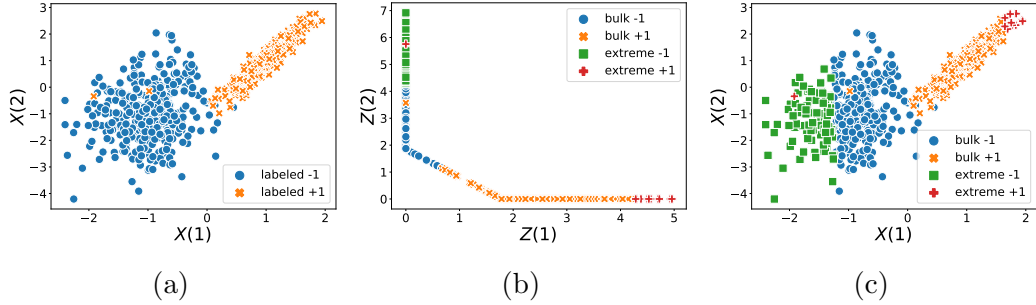 3
2
1
0
−1
−2
−3
−4
X(2)
−2
−1
0
1
2
X(1)
labeled -1
labeled +1
(a)
7
6
5
4
3
2
1
0
Z(2)
0
1
2
3
4
5
Z(1)
bulk -1
bulk +1
extreme -1
extreme +1
(b)
3
2
1
0
−1
−2
−3
−4
X(2)
−2
−1
0
1
2
X(1)
bulk -1
bulk +1
extreme -1
extreme +1
(c)